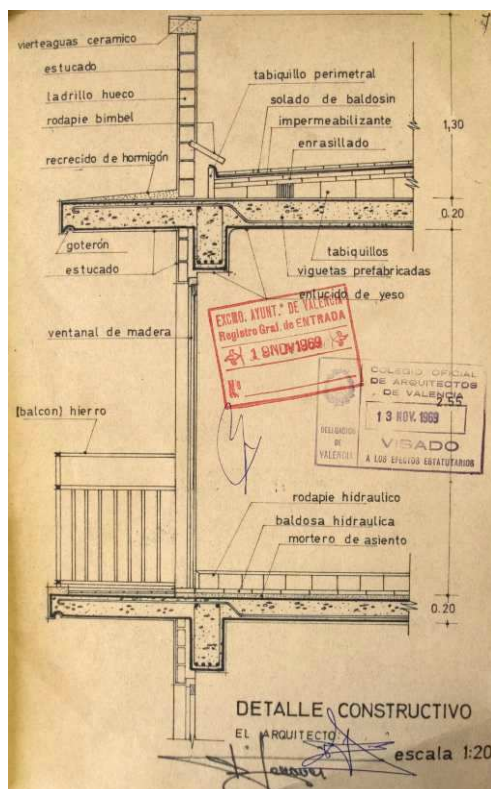 vierteaguas ceramico
estucado
ladrillo hueco
rodapie bimbel
recrecido de hormigón
tabiquillo perimetral
solado de baldosin
impermeabilizante
enrasillado
1,30
0.20
goterón
estucado
tabiquillos
viguetas prefabricadas
enlucido de yeso
ventanal de madera
EXCMO. AYUNT.º DE VALENCIA
Registro Gral. de ENTRADA
19 NOV 1969
N.º
COLEGIO OFICIAL
DE ARQUITECTOS
DE VALENCIA
2.55
13 NOV. 1969
DELEGACION
DE
VALENCIA
VISADO
A LOS EFECTOS ESTATUTARIOS
(balcon) hierro
rodapie hidraulico
baldosa hidraulica
mortero de asiento
0.20
DETALLE CONSTRUCTIVO
EL ARQUITECTO
escala 1:20